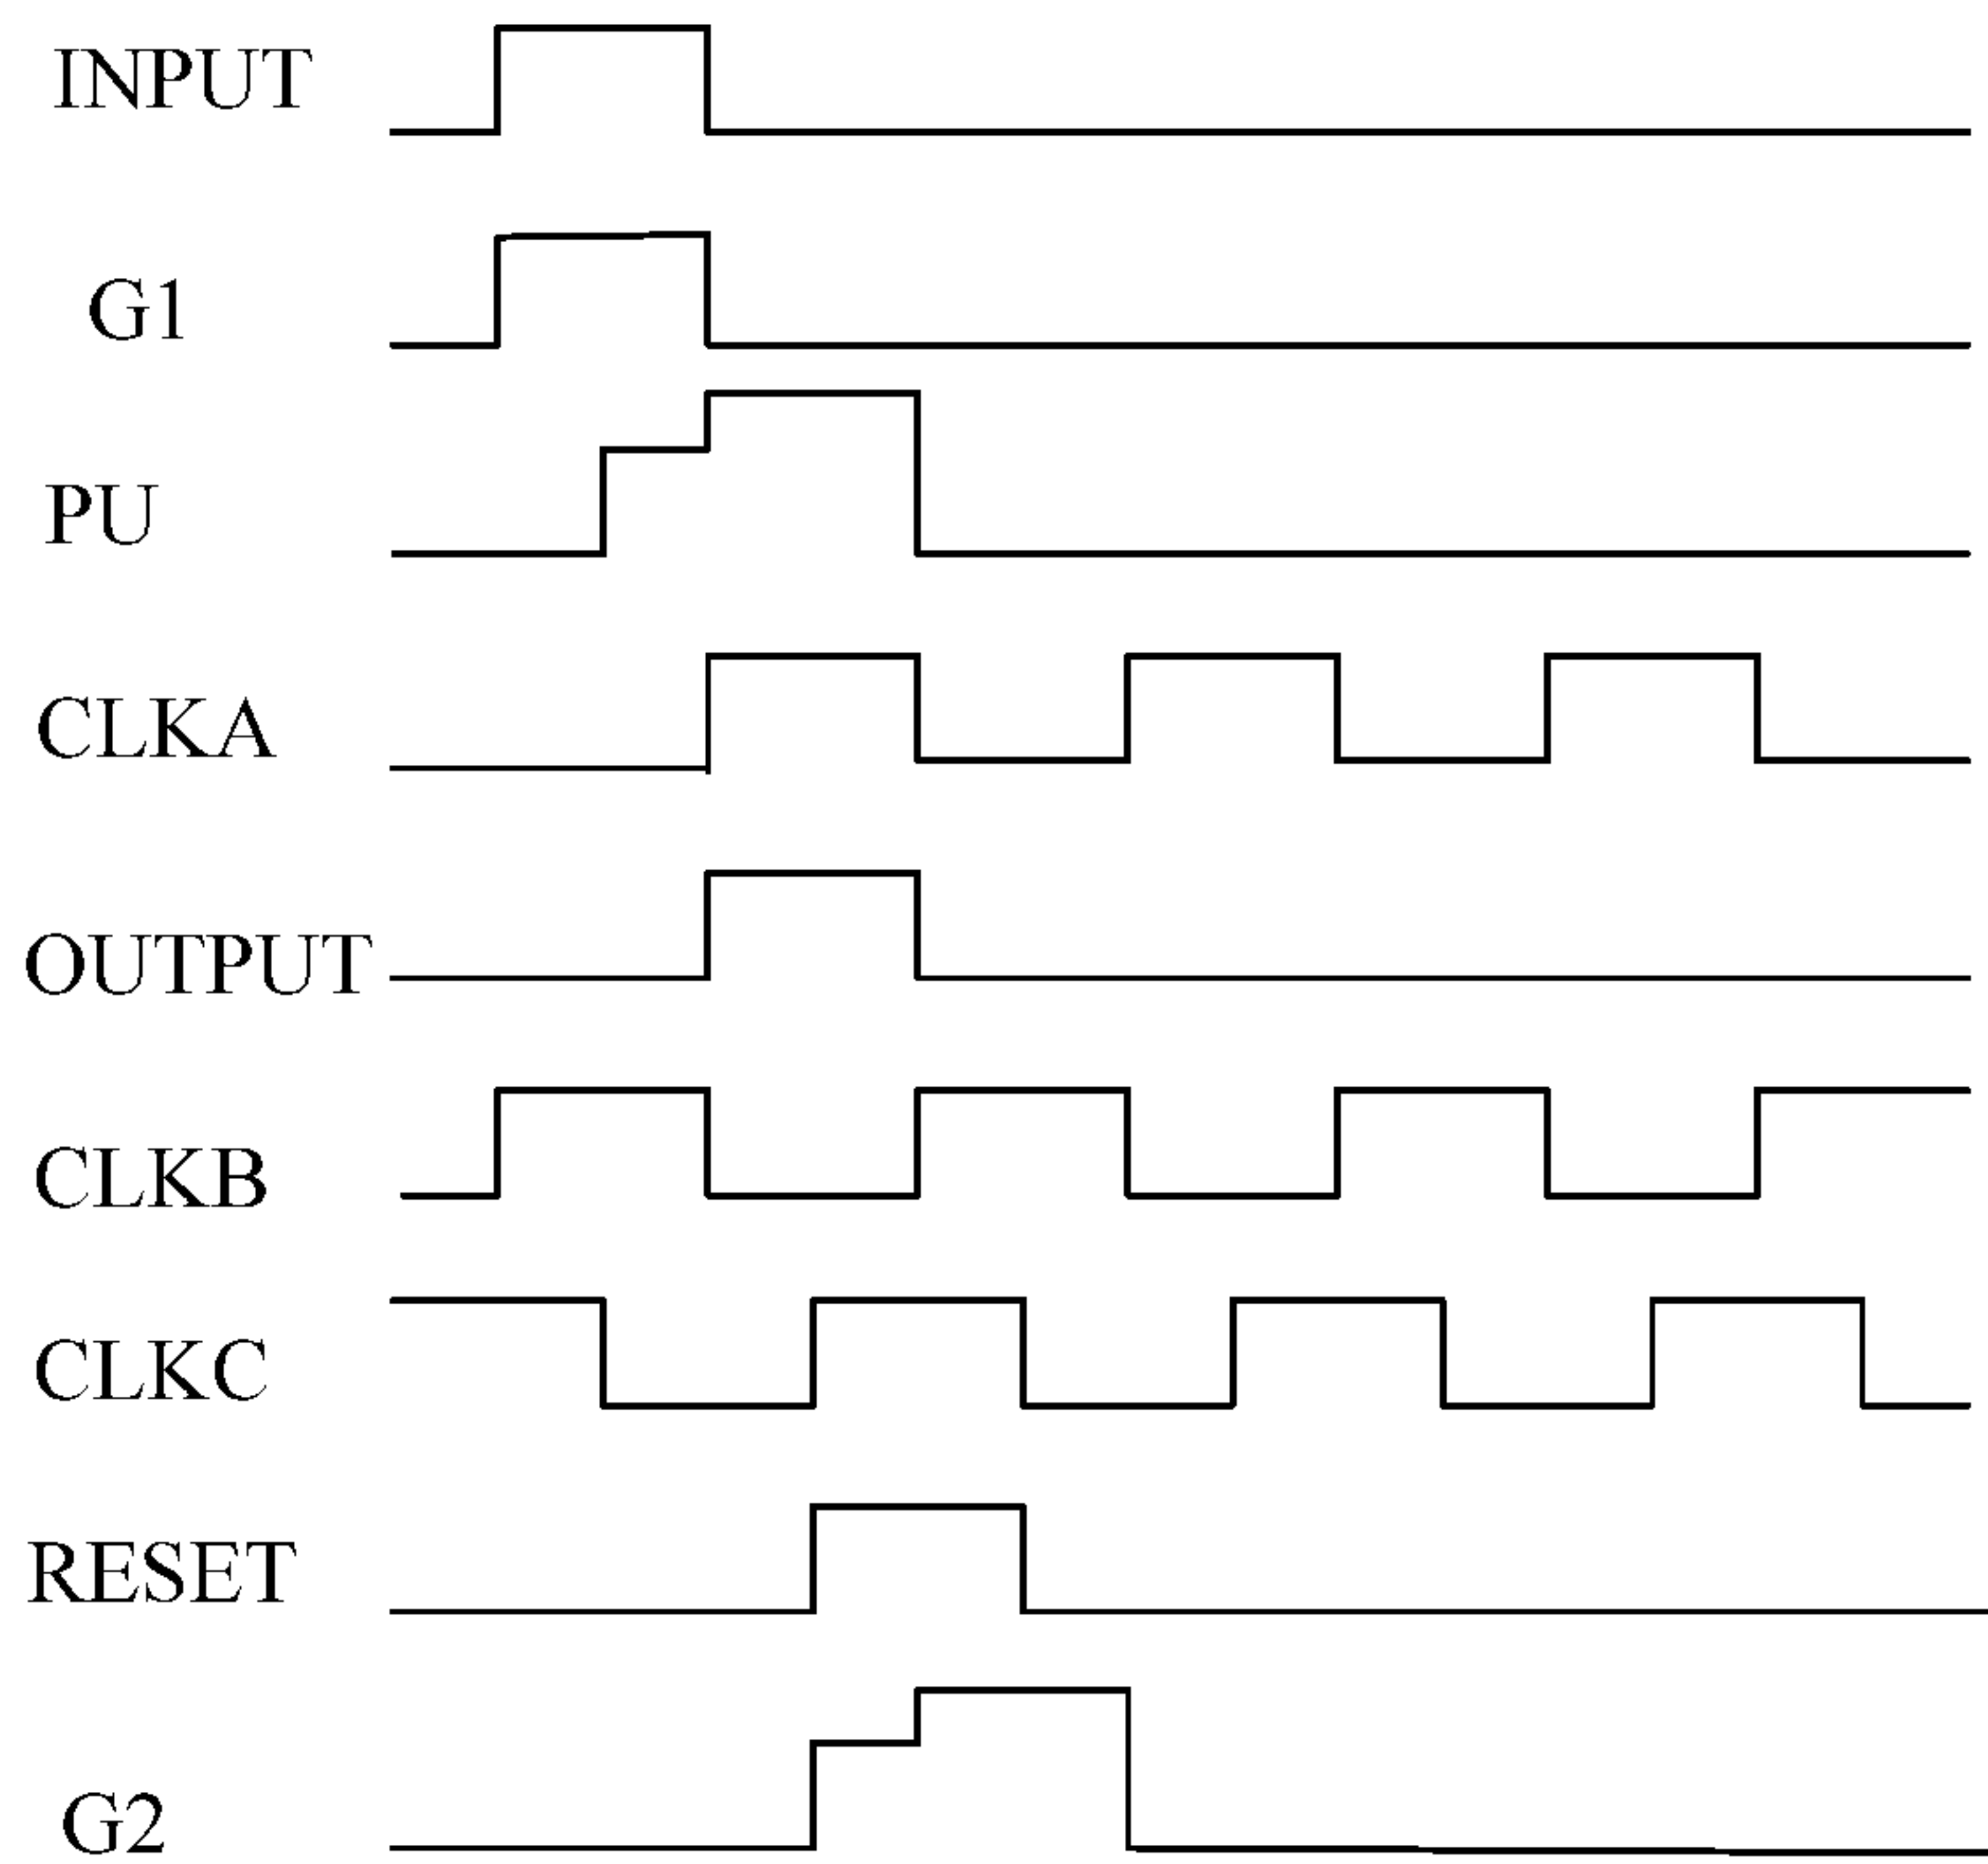 INPUT
G1
PU
CLKA
OUTPUT
CLKB
CLKC
RESET
G2